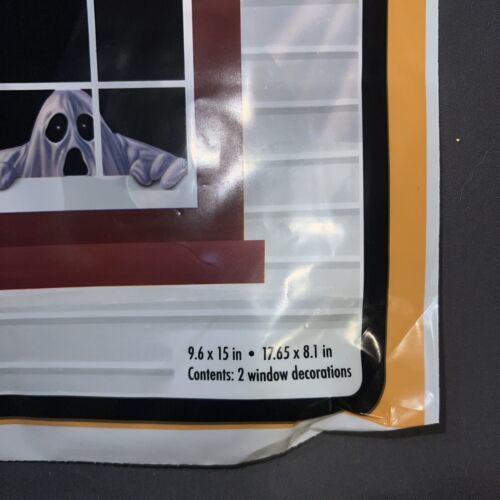 9.6 x 15 in • 17.65 x 8.1 in
Contents: 2 window decorations